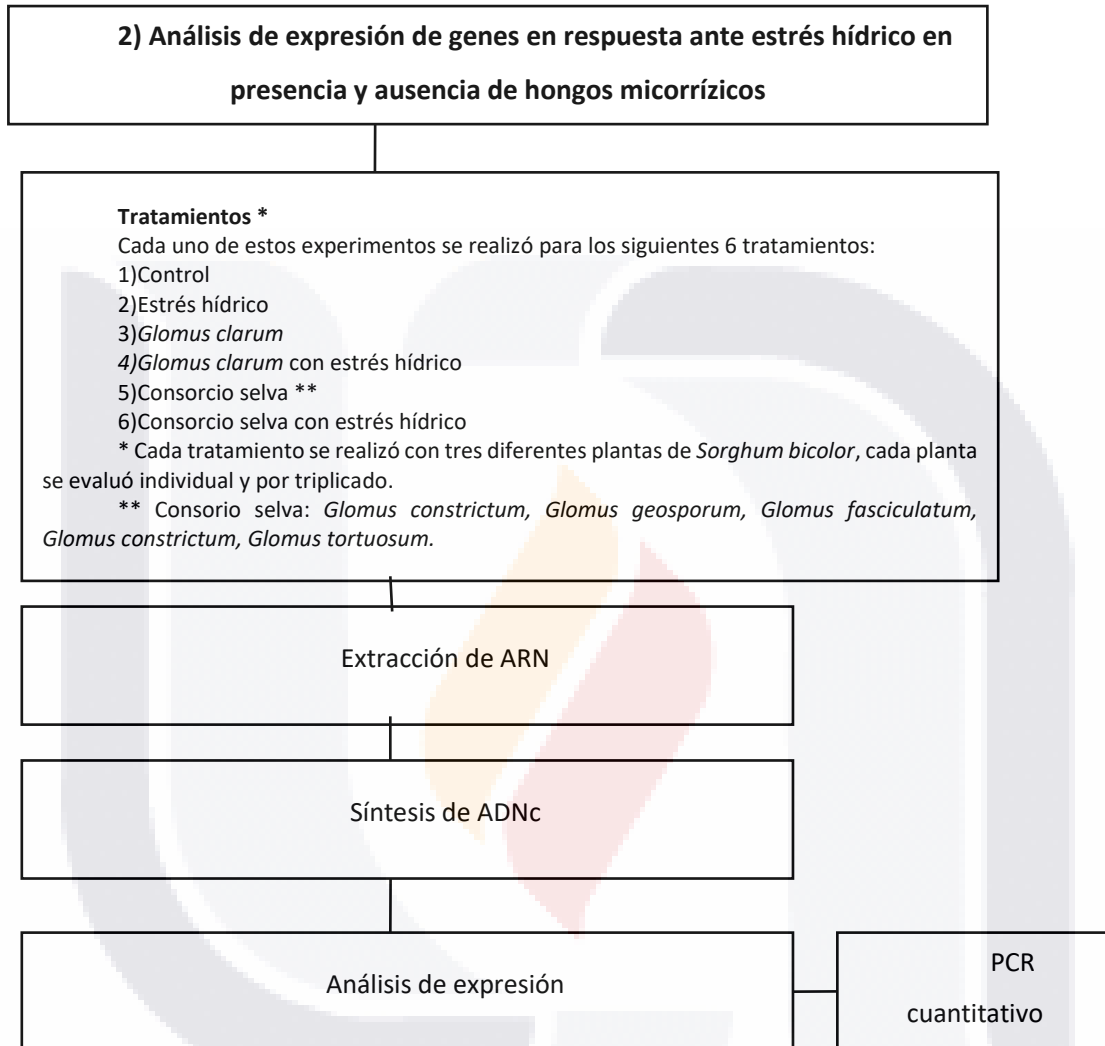 2) Análisis de expresión de genes en respuesta ante estrés hídrico en
presencia y ausencia de hongos micorrízicos
Tratamientos *
Cada uno de estos experimentos se realizó para los siguientes 6 tratamientos:
1)Control
2)Estrés hídrico
3)Glomus clarum
4)Glomus clarum con estrés hídrico
5)Consorcio selva **
6)Consorcio selva con estrés hídrico
* Cada tratamiento se realizó con tres diferentes plantas de Sorghum bicolor, cada planta
se evaluó individual y por triplicado.
** Consorio selva: Glomus constrictum, Glomus geosporum, Glomus fasciculatum,
Glomus constrictum, Glomus tortuosum.
Extracción de ARN
Síntesis de ADNc
Análisis de expresión
PCR
cuantitativo